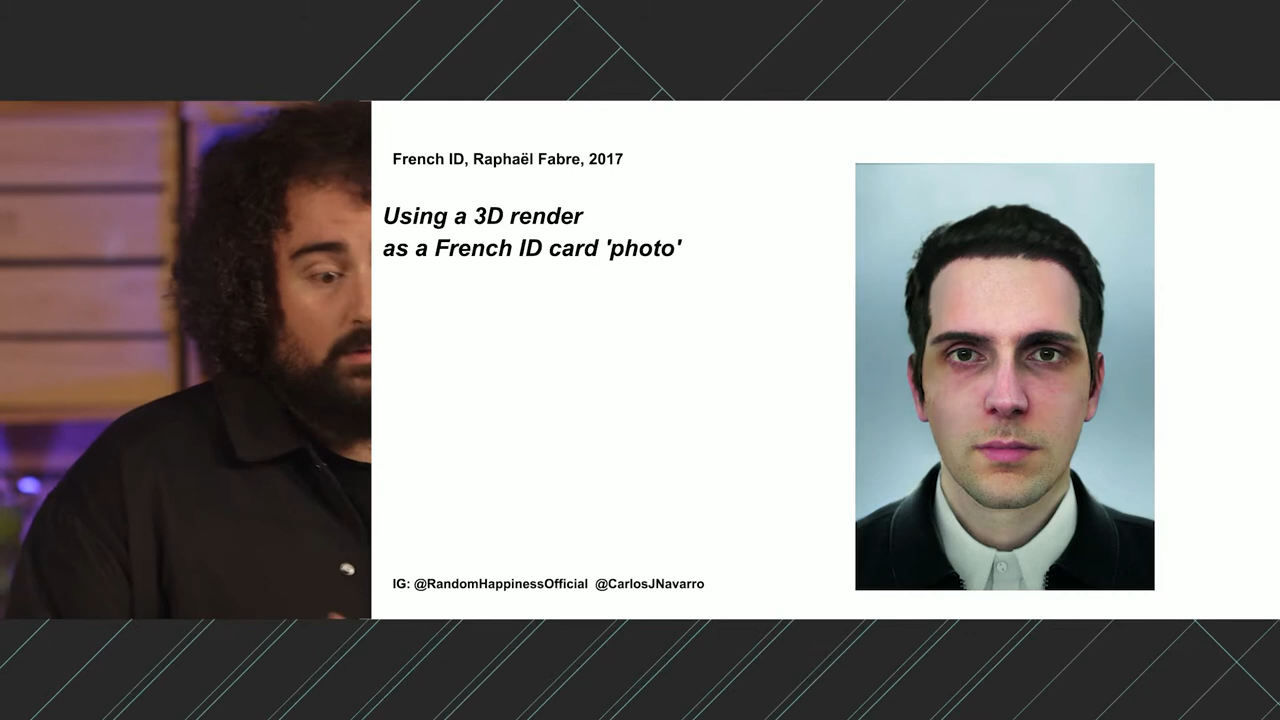 French ID, Raphaël Fabre, 2017
Using a 3D render
as a French ID card 'photo'
IG: @RandomHappinessOfficial  @CarlosJNavarro